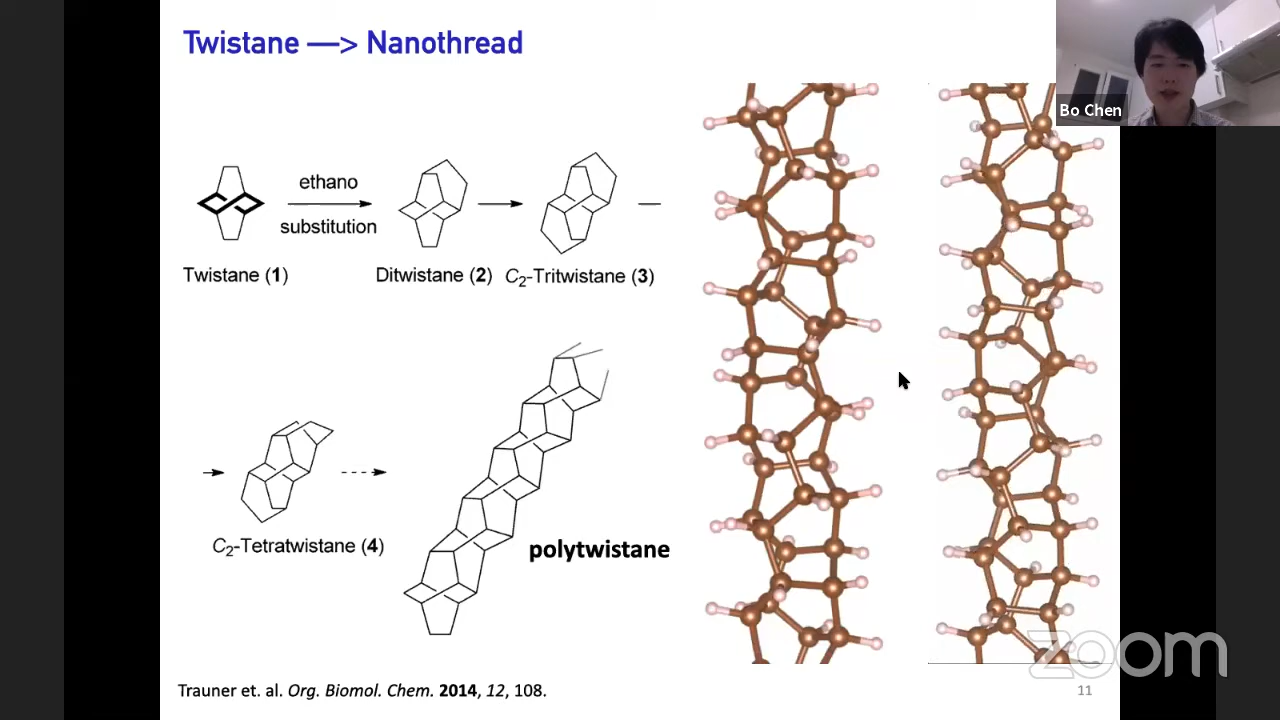 Twistane —> Nanothread
Bo Chen
ethano
substitution
Twistane (1)
Ditwistane (2)
C2-Tritwistane (3)
C2-Tetratwistane (4)
polytwistane
zoom
Trauner et. al. Org. Biomol. Chem. 2014, 12, 108.
11